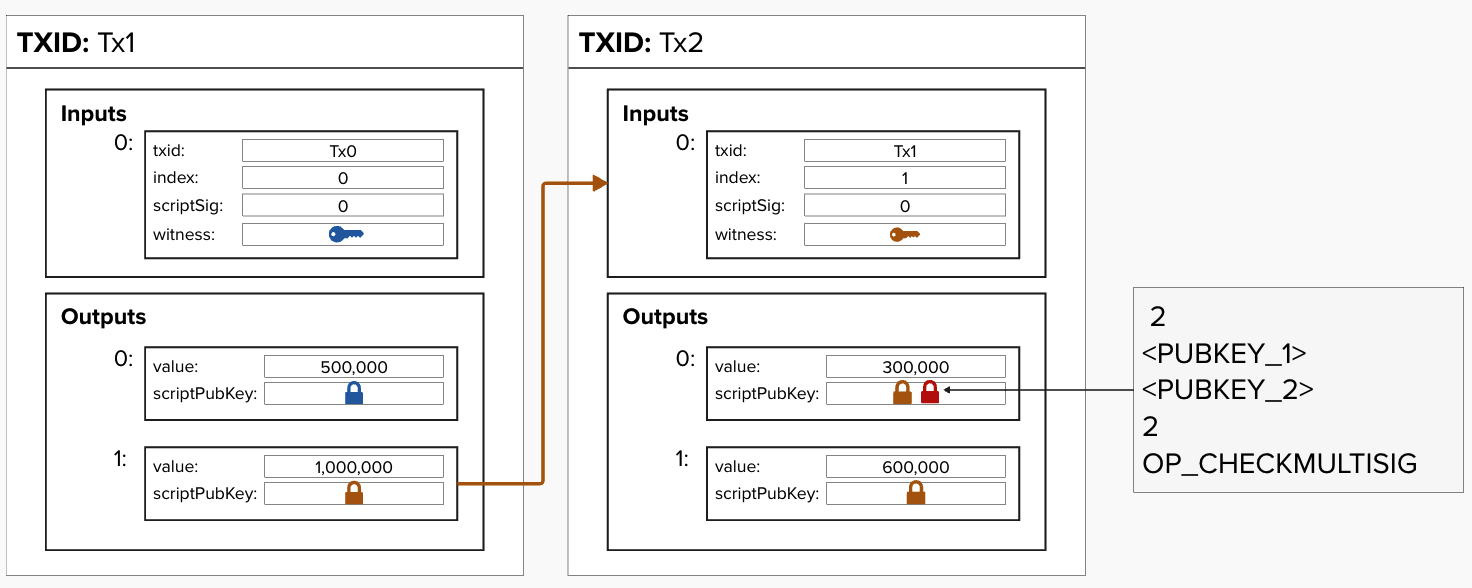 TXID: Tx1
Inputs
0:
txid: Tx0
index: 0
scriptSig: 0
witness:
Outputs
0:
value: 500,000
scriptPubKey:
1:
value: 1,000,000
scriptPubKey:
TXID: Tx2
Inputs
0:
txid: Tx1
index: 1
scriptSig: 0
witness:
Outputs
0:
value: 300,000
scriptPubKey:
1:
value: 600,000
scriptPubKey:
2
<PUBKEY_1>
<PUBKEY_2>
2
OP_CHECKMULTISIG